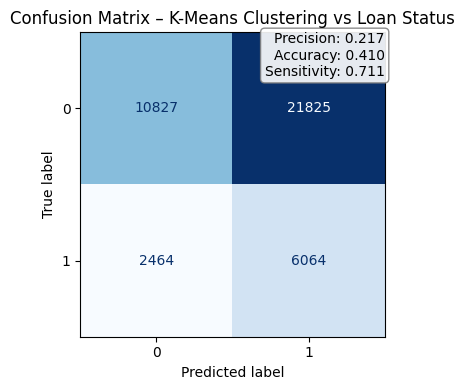 Confusion Matrix – K-Means Clustering vs Loan Status
Precision: 0.217
Accuracy: 0.410
Sensitivity: 0.711
0
10827
21825
True label
1
2464
6064
0
1
Predicted label